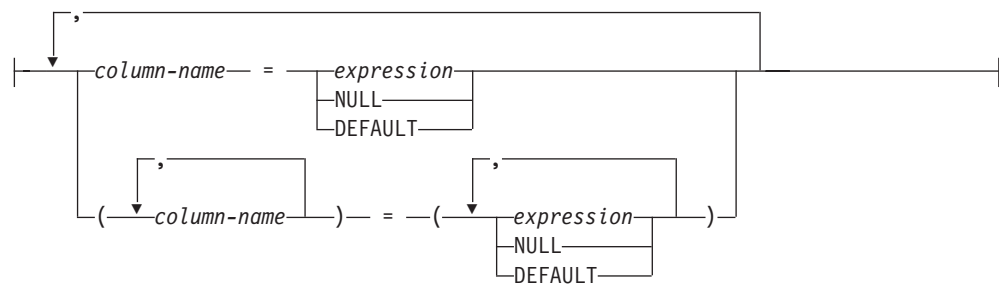 ,
column-name = expression
NULL
DEFAULT
, ,
( column-name ) = ( expression )
NULL
DEFAULT